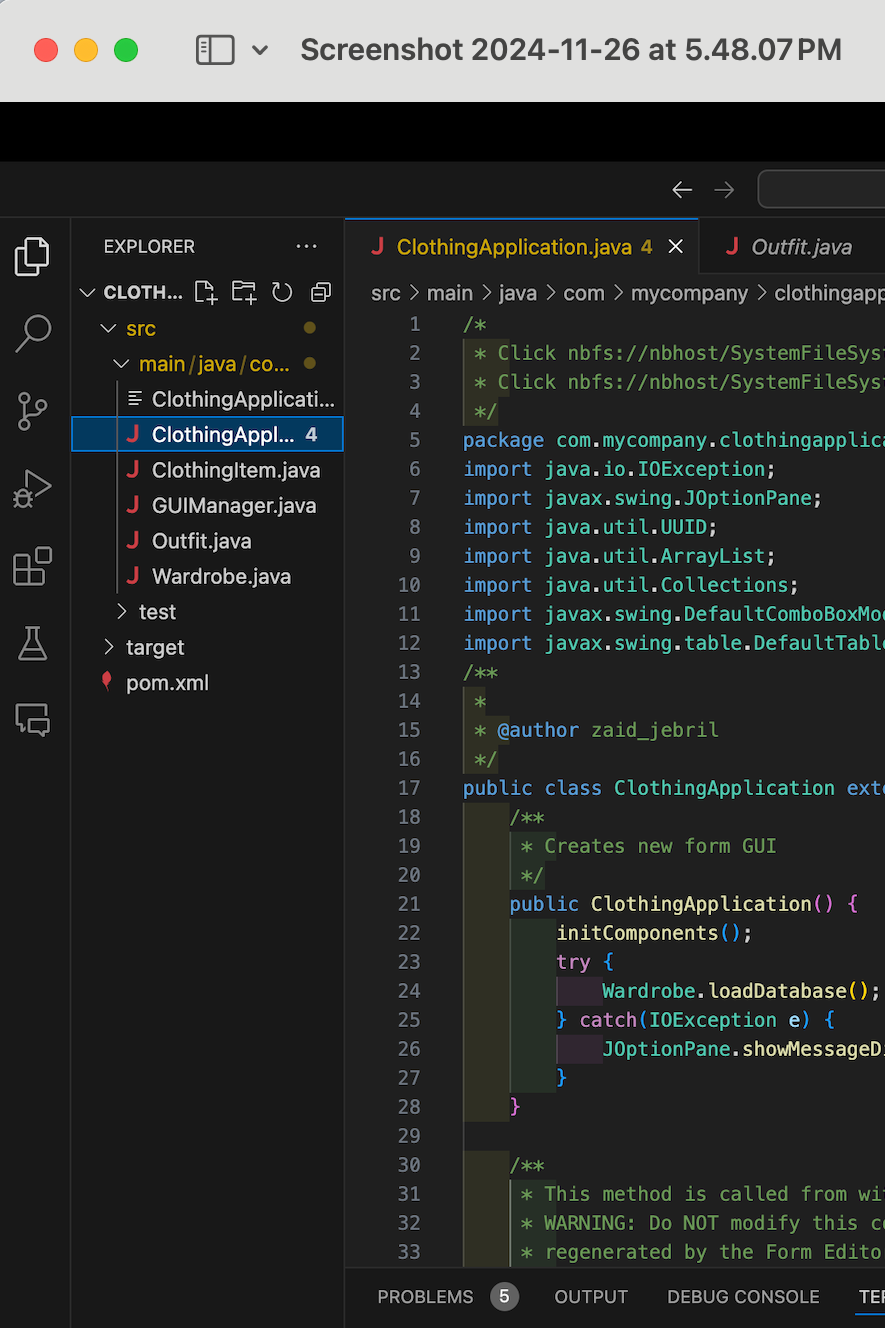 Screenshot 2024-11-26 at 5.48.07 PM
EXPLORER
CLOTH...
src
main/java/co...
ClothingApplicati...
J ClothingAppl... 4
J ClothingItem.java
J GUIManager.java
J Outfit.java
J Wardrobe.java
test
target
pom.xml
J ClothingApplication.java 4
J Outfit.java
src > main > java > com > mycompany > clothingapp
1 /*
2 * Click nbfs://nbhost/SystemFileSys
3 * Click nbfs://nbhost/SystemFileSys
4 */
5 package com.mycompany.clothingapplica
6 import java.io.IOException;
7 import javax.swing.JOptionPane;
8 import java.util.UUID;
9 import java.util.ArrayList;
10 import java.util.Collections;
11 import javax.swing.DefaultComboBoxMod
12 import javax.swing.table.DefaultTable
13 /**
14 *
15 * @author zaid_jebril
16 */
17 public class ClothingApplication exte
18 /**
19 * Creates new form GUI
20 */
21 public ClothingApplication() {
22 initComponents();
23 try {
24 Wardrobe.loadDatabase();
25 } catch(IOException e) {
26 JOptionPane.showMessageDi
27 }
28 }
29
30 /**
31 * This method is called from wi
32 * WARNING: Do NOT modify this co
33 * regenerated by the Form Edito
PROBLEMS 5 OUTPUT DEBUG CONSOLE TER